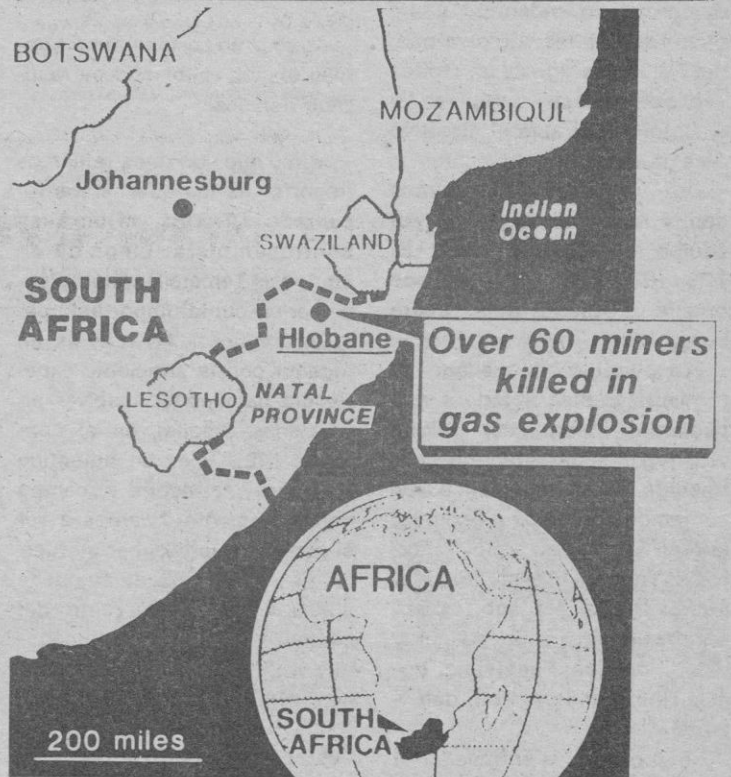 BOTSWANA
MOZAMBIQUE
Johannesburg
Indian
Ocean
SWAZILAND
SOUTH
AFRICA
Hlobane
Over 60 miners
killed in
gas explosion
LESOTHO
NATAL
PROVINCE
AFRICA
SOUTH
AFRICA
200 miles